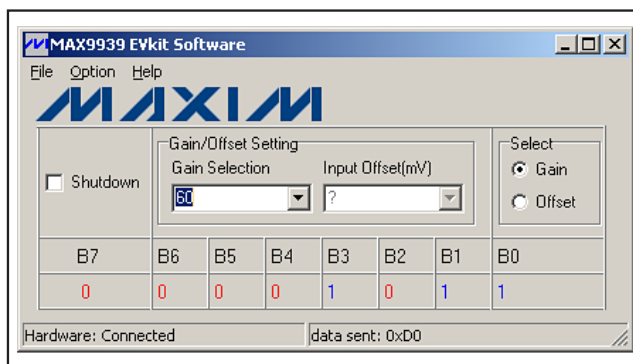 MAX9939 EVkit Software
File Option Help
MAXIM
Gain/Offset Setting
Select
Shutdown
Gain Selection
Input Offset(mV)
Gain
60
?
Offset
B7 B6 B5 B4 B3 B2 B1 B0
0 0 0 0 1 0 1 1
Hardware: Connected
data sent: 0xD0